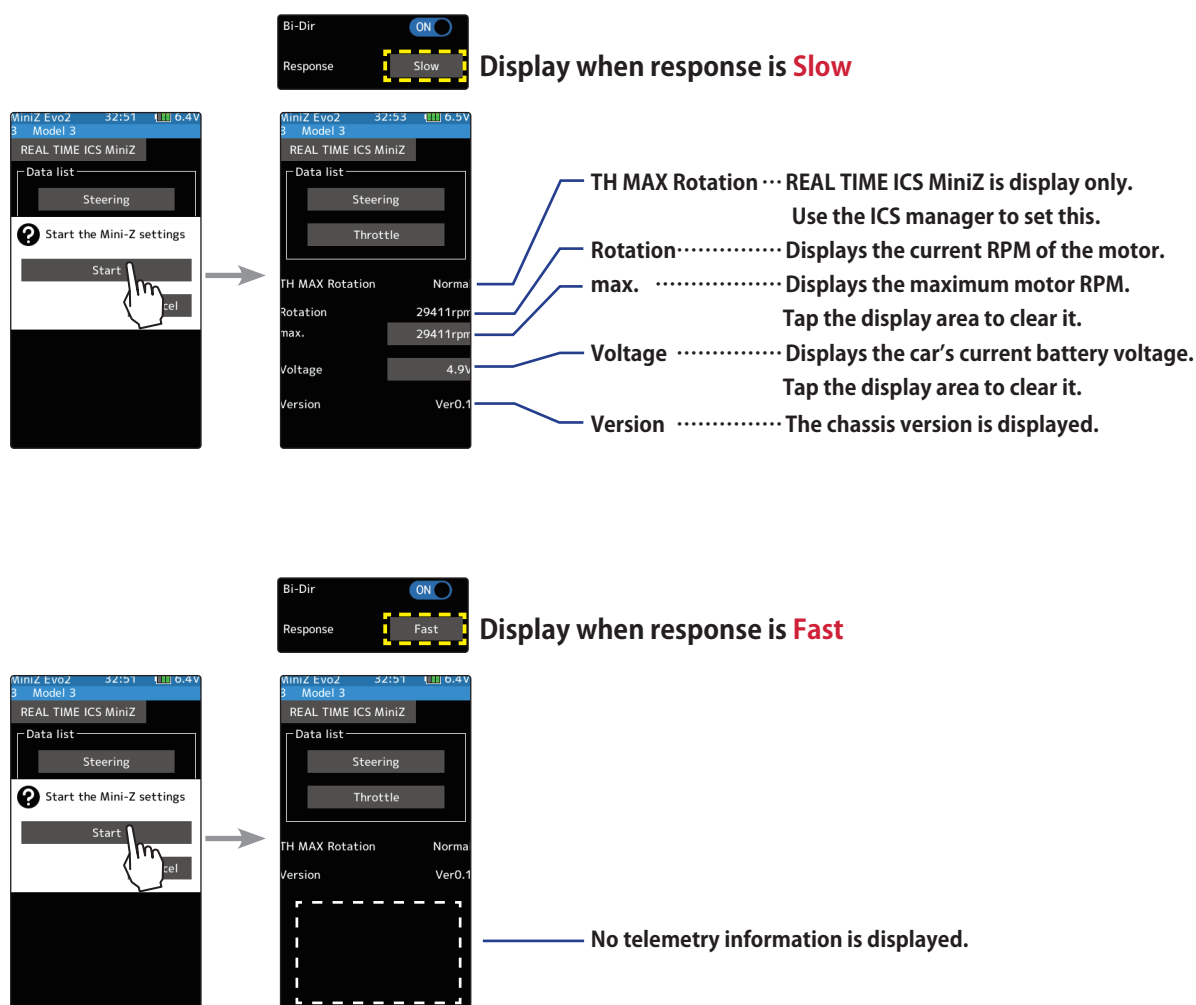 Bi-Dir ON
Response Slow
Display when response is Slow
MiniZ Evo2 32:51 6.4V
3 Model 3
REAL TIME ICS MiniZ
Data list
Steering
Start the Mini-Z settings
Start
cel
MiniZ Evo2 32:53 6.5V
3 Model 3
REAL TIME ICS MiniZ
Data list
Steering
Throttle
TH MAX Rotation Normal
Rotation 29411rpm
max. 29411rpm
Voltage 4.9V
Version Ver0.1
TH MAX Rotation ··· REAL TIME ICS MiniZ is display only.
Use the ICS manager to set this.
Rotation··············· Displays the current RPM of the motor.
max. ················ Displays the maximum motor RPM.
Tap the display area to clear it.
Voltage ··············· Displays the car's current battery voltage.
Tap the display area to clear it.
Version ··············· The chassis version is displayed.
Bi-Dir ON
Response Fast
Display when response is Fast
MiniZ Evo2 32:51 6.4V
3 Model 3
REAL TIME ICS MiniZ
Data list
Steering
Start the Mini-Z settings
Start
cel
MiniZ Evo2 32:51 6.4V
3 Model 3
REAL TIME ICS MiniZ
Data list
Steering
Throttle
TH MAX Rotation Normal
Version Ver0.1
No telemetry information is displayed.